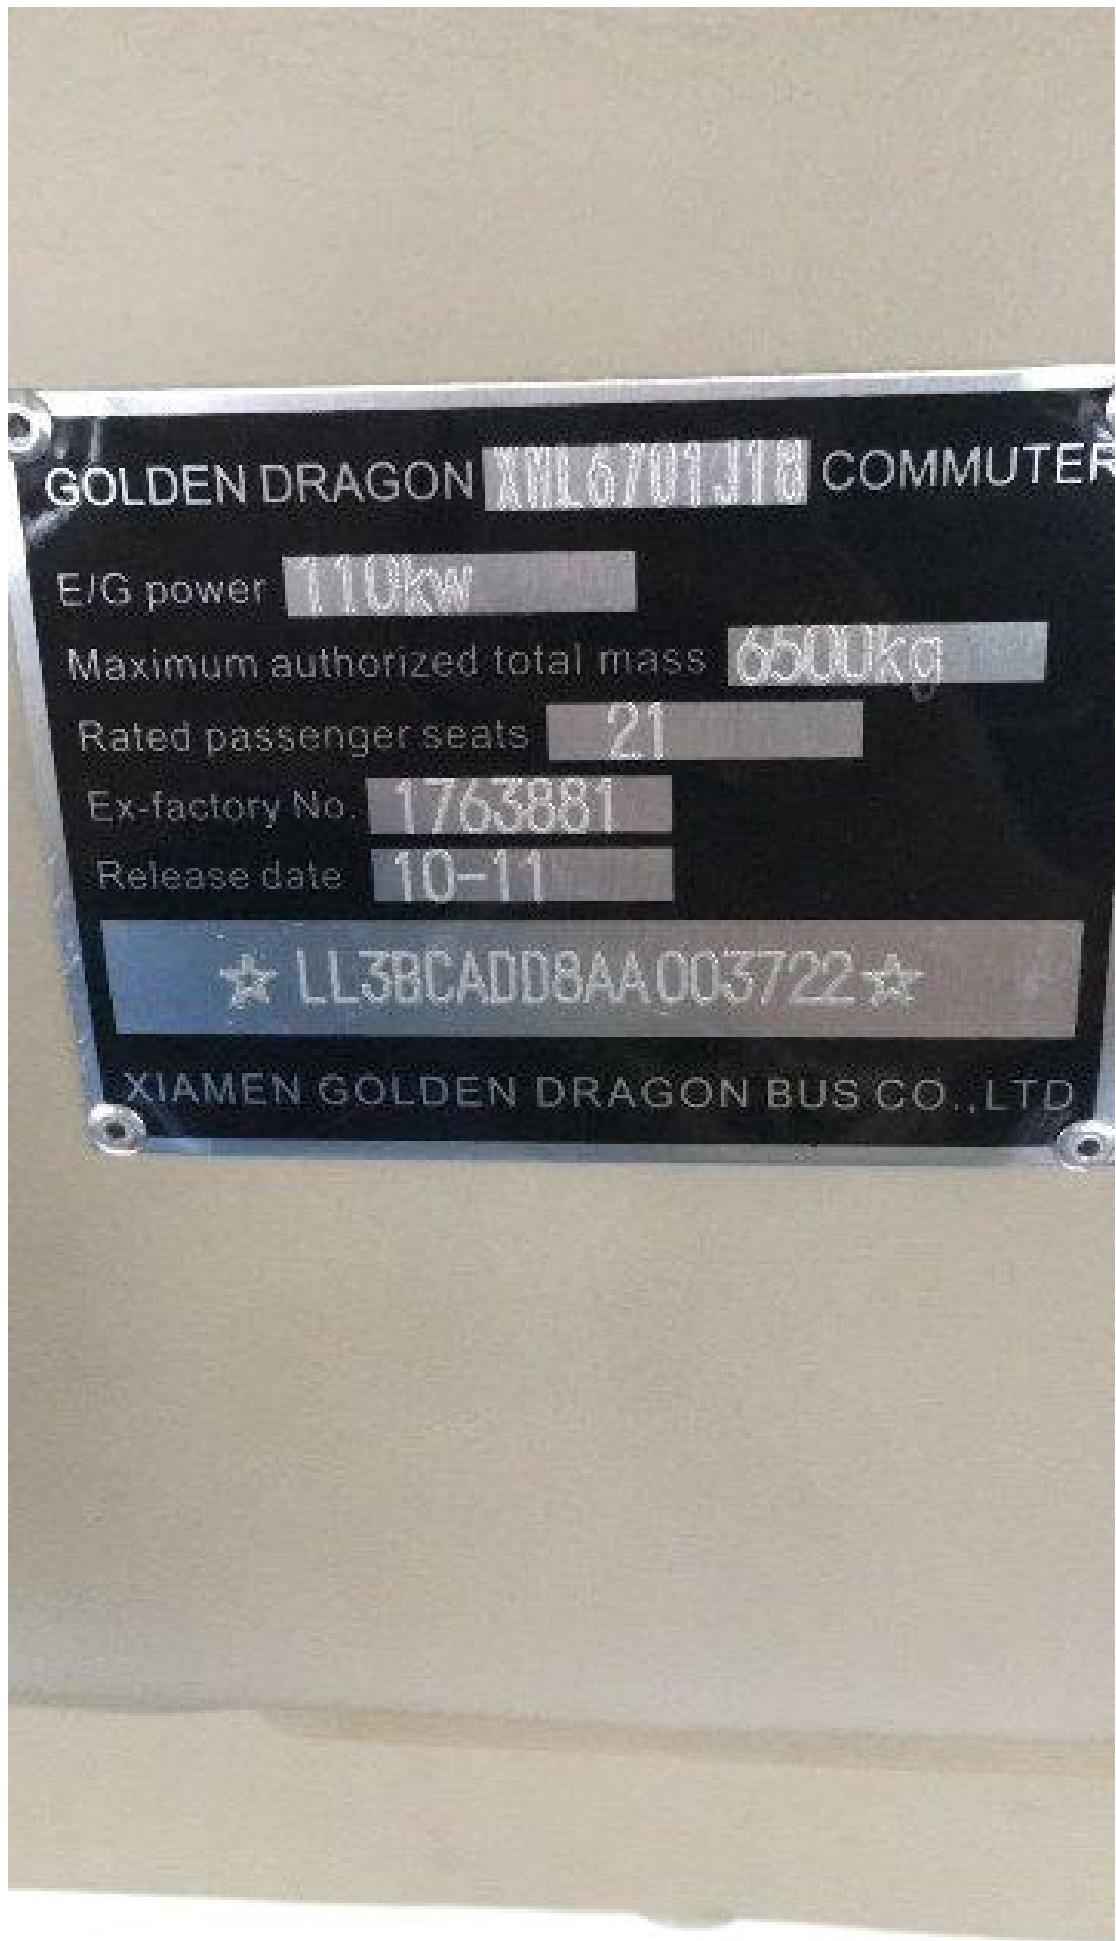 GOLDEN DRAGON XML6701J18 COMMUTER
E/G power 110kw
Maximum authorized total mass 6500kg
Rated passenger seats 21
Ex-factory No. 1763881
Release date 10-11
☆LL3BCADD8AA003722☆
XIAMEN GOLDEN DRAGON BUS CO.,LTD